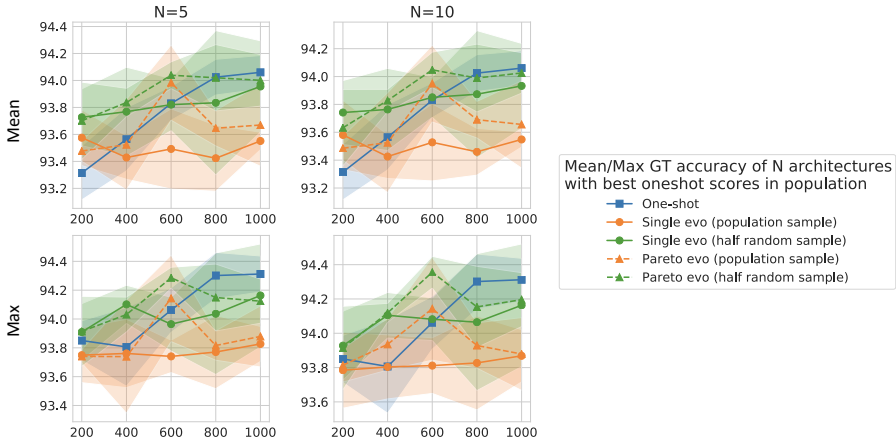 N=5
N=10
Mean
94.4
94.2
94.0
93.8
93.6
93.4
93.2
200 400 600 800 1000
94.2
94.0
93.8
93.6
93.4
93.2
200 400 600 800 1000
Max
94.4
94.2
94.0
93.8
93.6
93.4
200 400 600 800 1000
94.4
94.2
94.0
93.8
93.6
200 400 600 800 1000
Mean/Max GT accuracy of N architectures
with best oneshot scores in population
One-shot
Single evo (population sample)
Single evo (half random sample)
Pareto evo (population sample)
Pareto evo (half random sample)